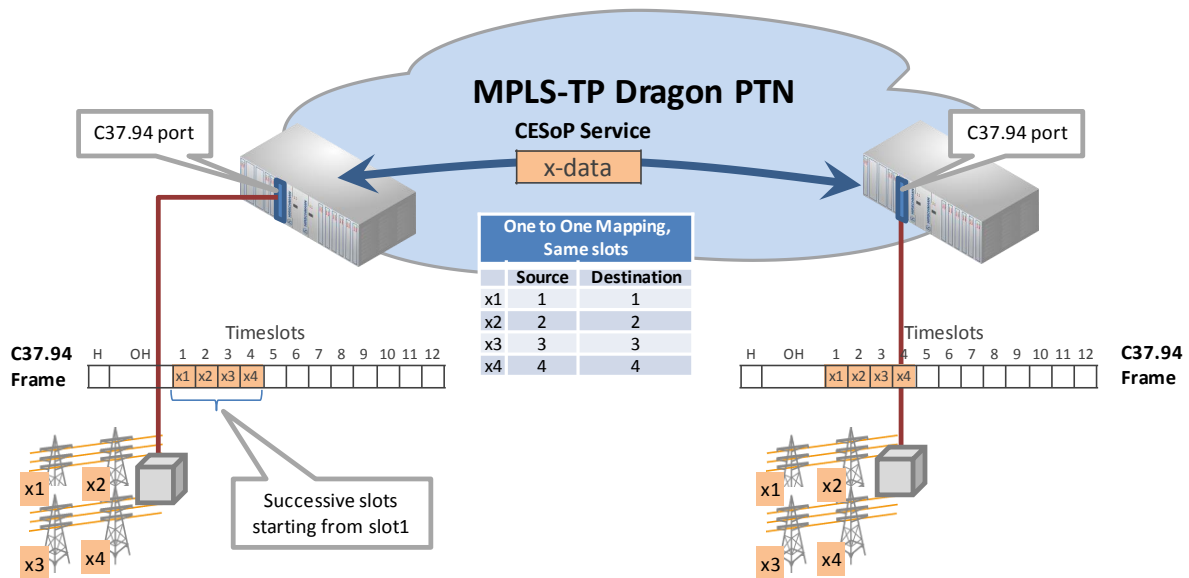 MPLS-TP Dragon PTN
CESoP Service
x-data
C37.94 port
C37.94 port
One to One Mapping,
Same slots
Source Destination
x1 1 1
x2 2 2
x3 3 3
x4 4 4
Timeslots
C37.94
Frame
H OH 1 2 3 4 5 6 7 8 9 10 11 12
x1 x2 x3 x4
Successive slots
starting from slot1
x1
x2
x3
x4
Timeslots
H OH 1 2 3 4 5 6 7 8 9 10 11 12
x1 x2 x3 x4
C37.94
Frame
x1
x2
x3
x4